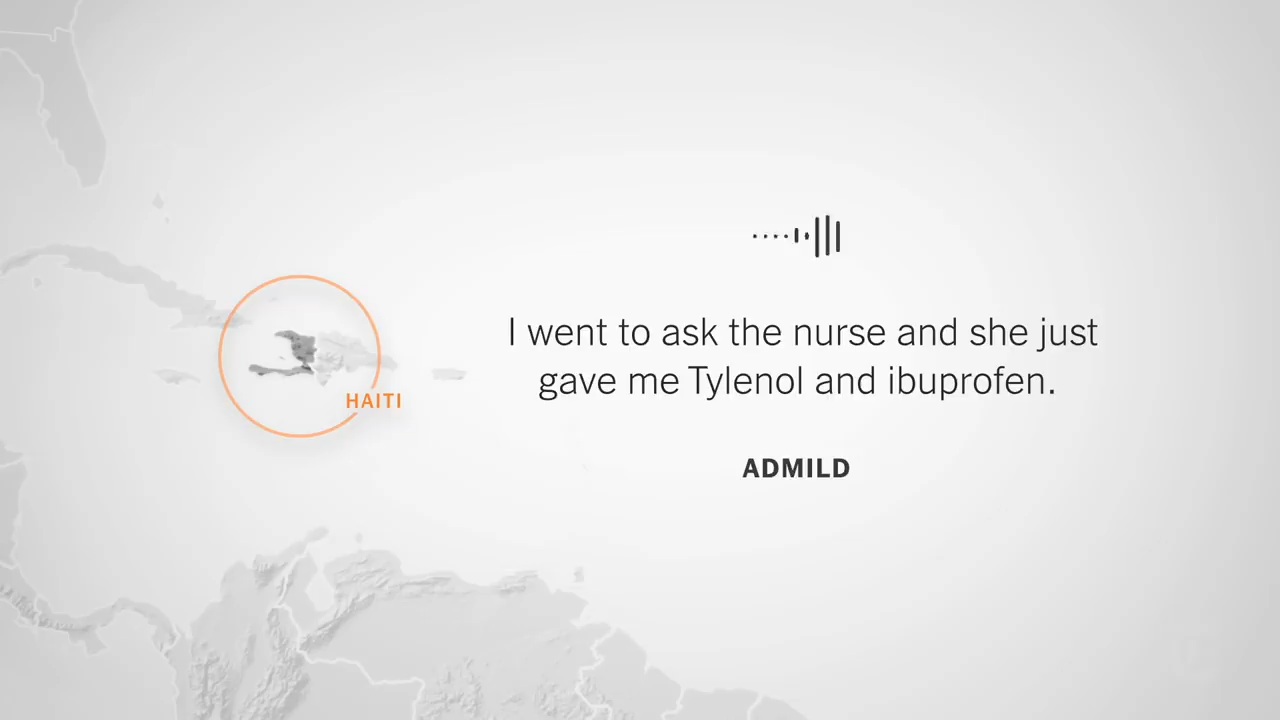 HAITI
I went to ask the nurse and she just
gave me Tylenol and ibuprofen.
ADMILD